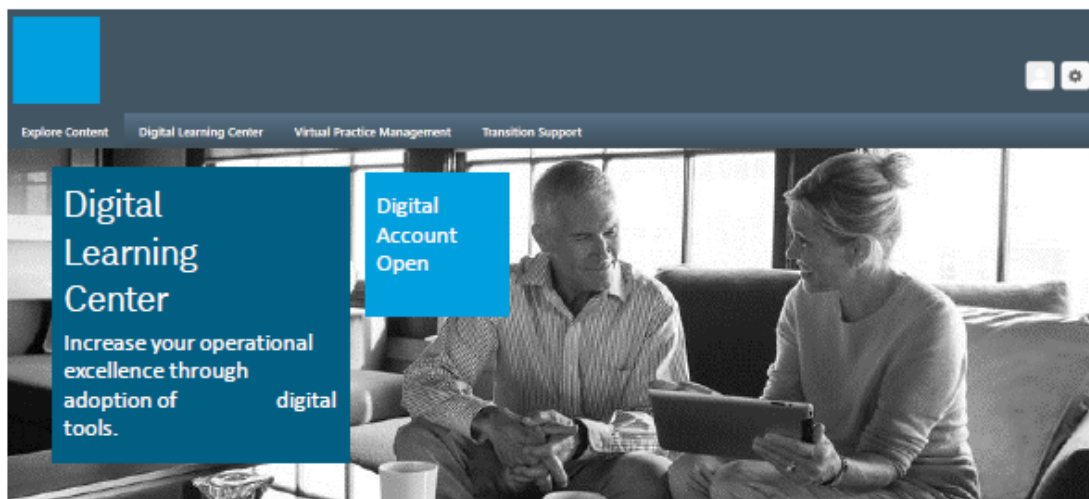 Explore Content Digital Learning Center Virtual Practice Management Transition Support
Digital
Learning
Center
Increase your operational
excellence through
adoption of digital
tools.
Digital
Account
Open